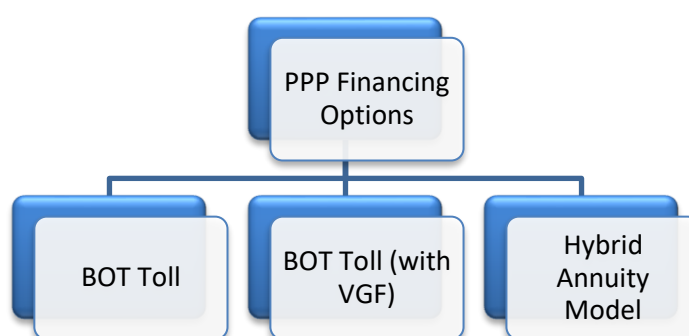 PPP Financing
Options
BOT Toll
BOT Toll (with
VGF)
Hybrid
Annuity
Model